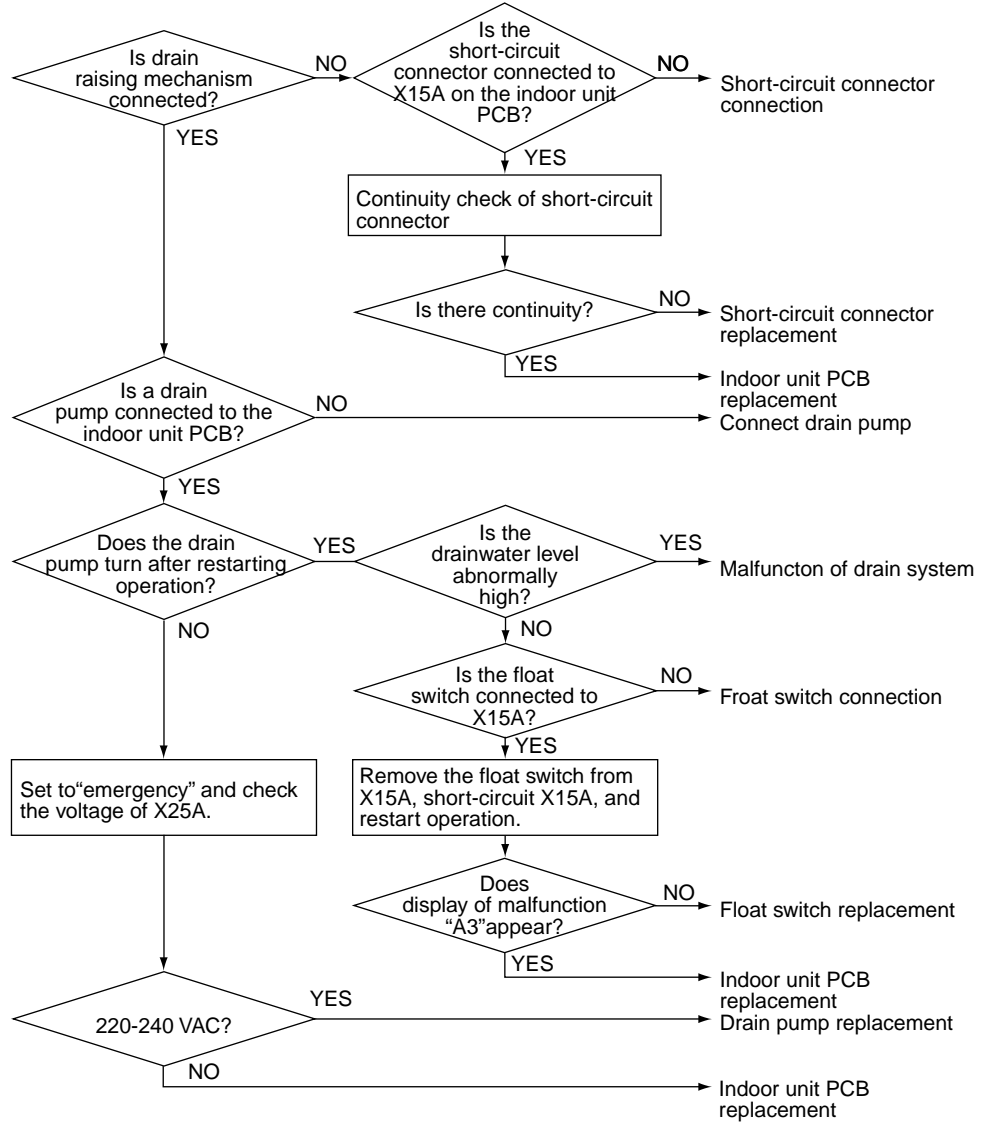 Is drain
raising mechanism
connected?
NO
Is the
short-circuit
connector connected to
X15A on the indoor unit
PCB?
NO
Short-circuit connector
connection
YES
YES
Continuity check of short-circuit
connector
Is there continuity?
NO
Short-circuit connector
replacement
YES
Indoor unit PCB
replacement
Is a drain
pump connected to the
indoor unit PCB?
NO
Connect drain pump
YES
Does the drain
pump turn after restarting
operation?
YES
Is the
drainwater level
abnormally
high?
YES
Malfuncton of drain system
NO
NO
Is the float
switch connected to
X15A?
NO
Froat switch connection
YES
Set to“emergency” and check
the voltage of X25A.
Remove the float switch from
X15A, short-circuit X15A, and
restart operation.
Does
display of malfunction
“A3”appear?
NO
Float switch replacement
YES
Indoor unit PCB
replacement
220-240 VAC?
YES
Drain pump replacement
NO
Indoor unit PCB
replacement